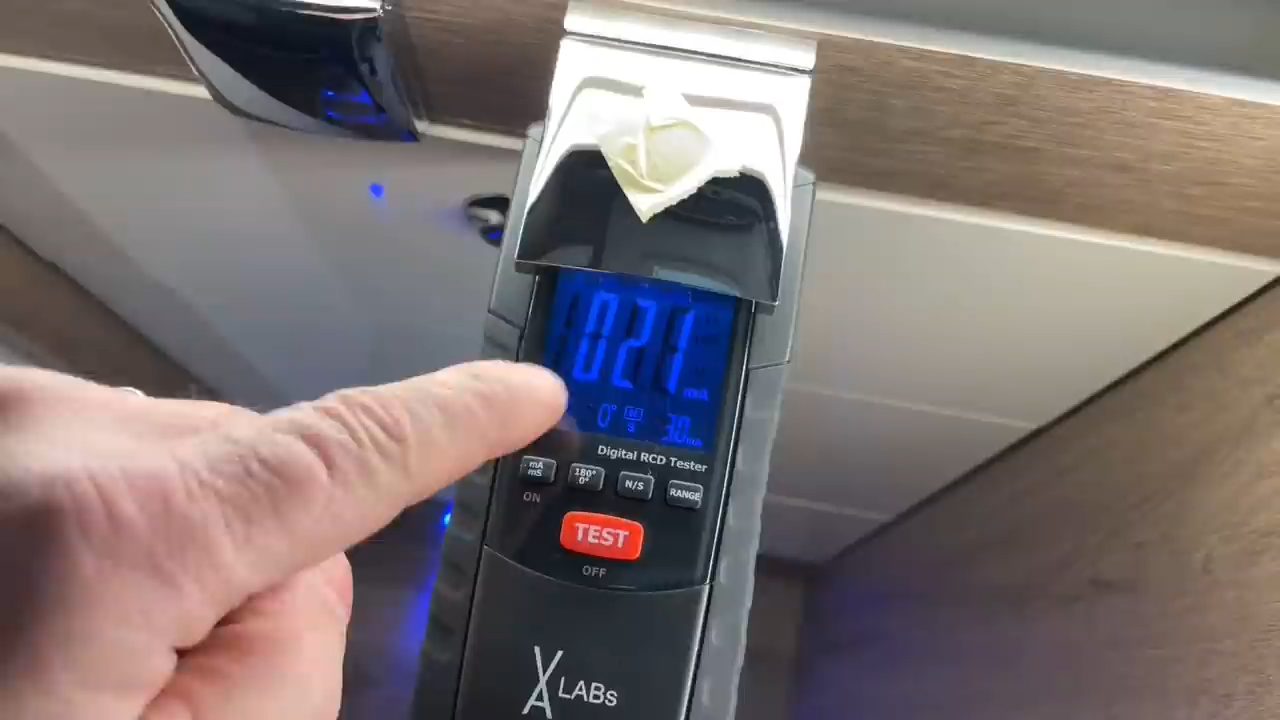 021
mA
0° S 30mA
Digital RCD Tester
mA
mS
180°
0°
N/S
RANGE
ON
TEST
OFF
XA LABs